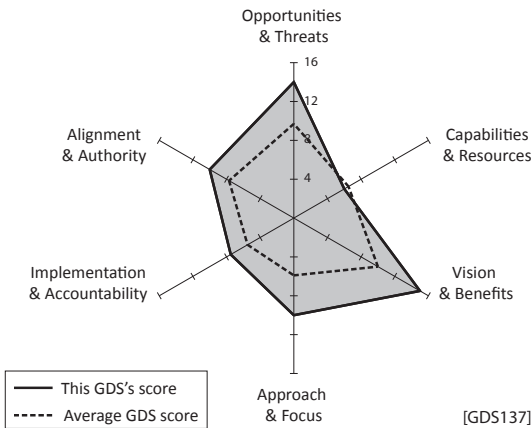 Opportunities
& Threats
16
12
8
4
Alignment
& Authority
Capabilities
& Resources
Implementation
& Accountability
Vision
& Benefits
This GDS's score
Average GDS score
Approach
& Focus
[GDS137]